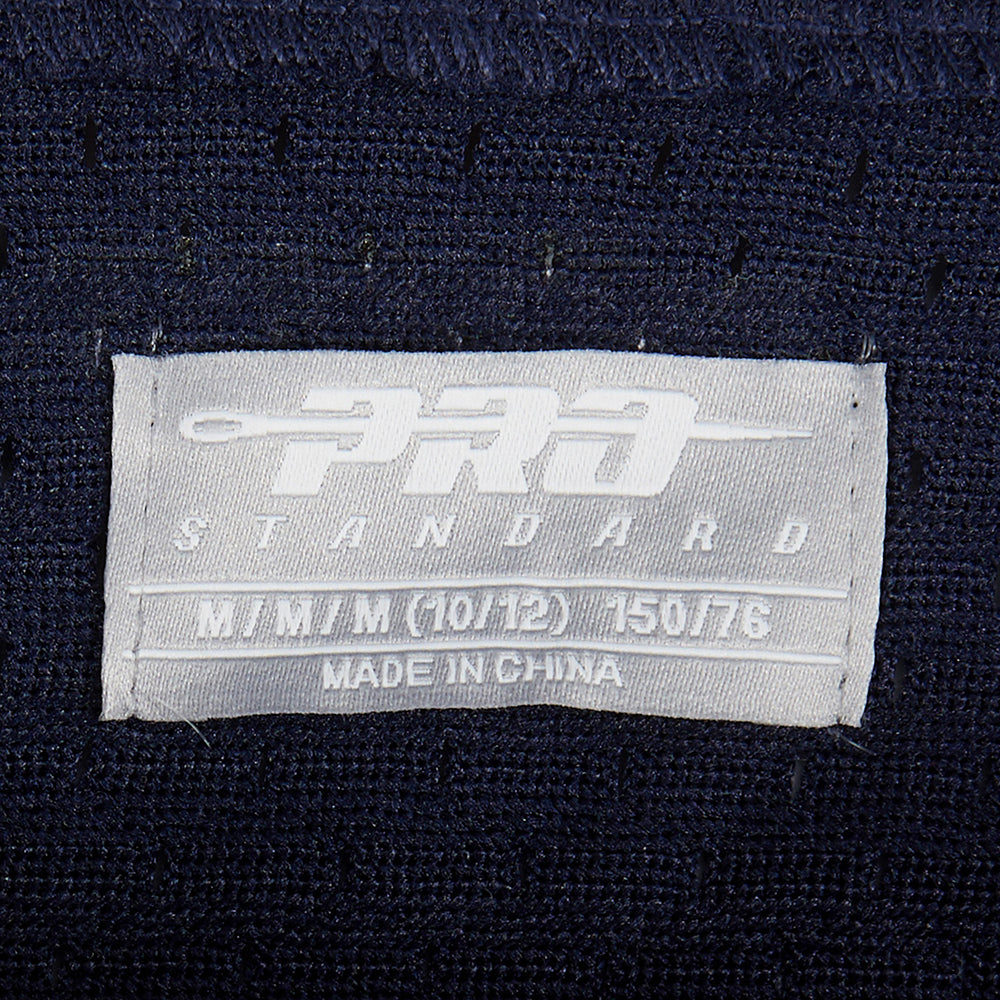 PRO
STANDARD
M/M/M (10/12) 150/76
MADE IN CHINA